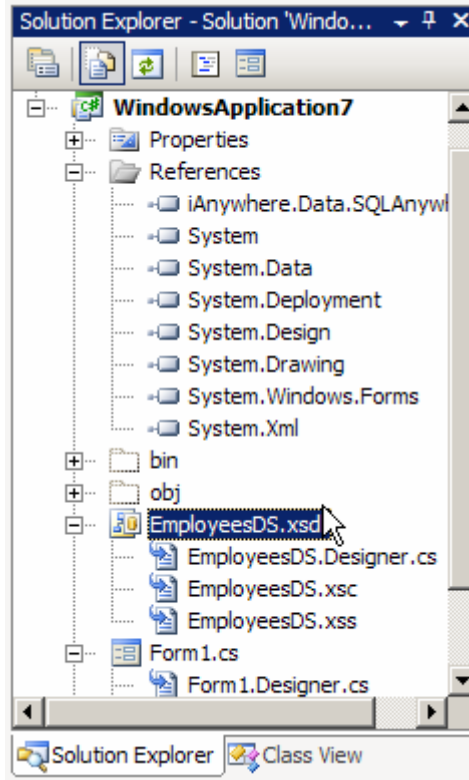 Solution Explorer - Solution 'Windo...
WindowsApplication7
Properties
References
iAnywhere.Data.SQLAnywl
System
System.Data
System.Deployment
System.Design
System.Drawing
System.Windows.Forms
System.Xml
bin
obj
EmployeesDS.xsd
EmployeesDS.Designer.cs
EmployeesDS.xsc
EmployeesDS.xss
Form1.cs
Form1.Designer.cs
Solution Explorer Class View